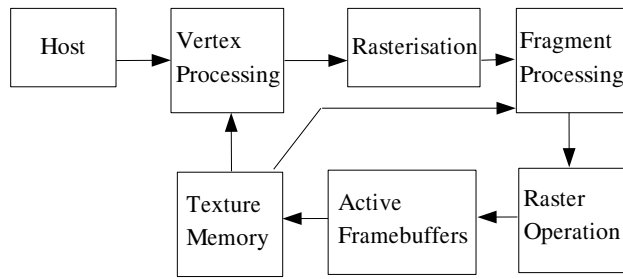 Host
Vertex
Processing
Rasterisation
Fragment
Processing
Texture
Memory
Active
Framebuffers
Raster
Operation